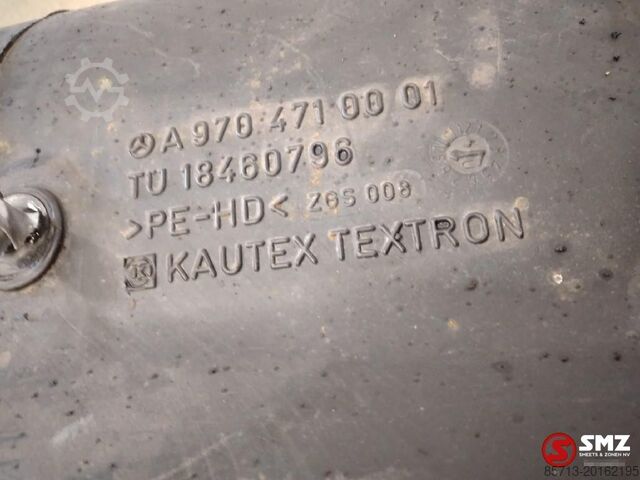 A 970 471 00 01
TU 18460796
>PE-HD< ZGS 008
KAUTEX TEXTRON
SMZ
SMEETS & ZONEN NV
85713-20162195